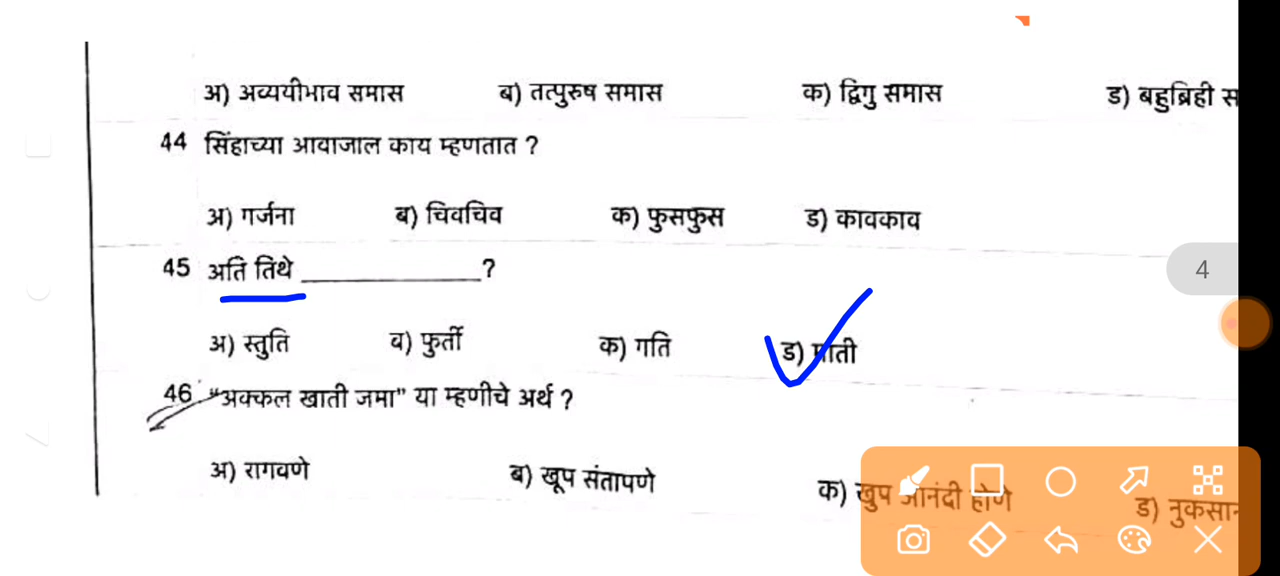 अ) अव्ययीभाव समास ब) तत्पुरुष समास क) द्विगु समास ड) बहुब्रिही स
44 सिंहाच्या आवाजाल काय म्हणतात ?
अ) गर्जना ब) चिवचिव क) फुसफुस ड) कावकाव
45 अति तिथे ____________?
4
अ) स्तुति ब) फुर्ती क) गति ड) माती
46 "अक्कल खाती जमा" या म्हणीचे अर्थ ?
अ) रागवणे ब) खूप संतापणे क) खुप आनंदी होणे ड) नुकसान